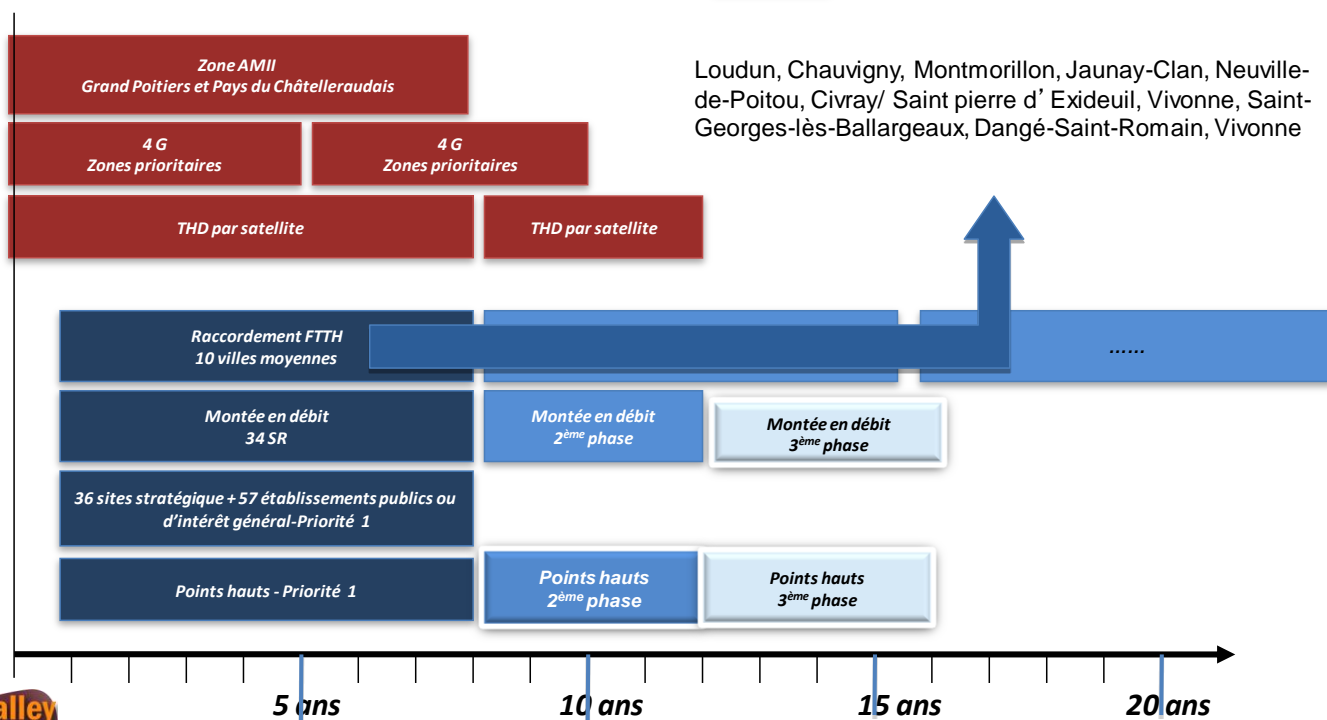 Zone AMII
Grand Poitiers et Pays du Châtelleraudais
Loudun, Chauvigny, Montmorillon, Jaunay-Clan, Neuville-
de-Poitou, Civray/ Saint pierre d’ Exideuil, Vivonne, Saint-
Georges-lès-Ballargeaux, Dangé-Saint-Romain, Vivonne
4 G
Zones prioritaires
4 G
Zones prioritaires
THD par satellite
THD par satellite
Raccordement FTTH
10 villes moyennes
......
Montée en débit
34 SR
Montée en débit
2ème phase
Montée en débit
3ème phase
36 sites stratégique + 57 établissements publics ou
d’intérêt général-Priorité 1
Points hauts - Priorité 1
Points hauts
2ème phase
Points hauts
3ème phase
5 ans
10 ans
15 ans
20 ans
alley